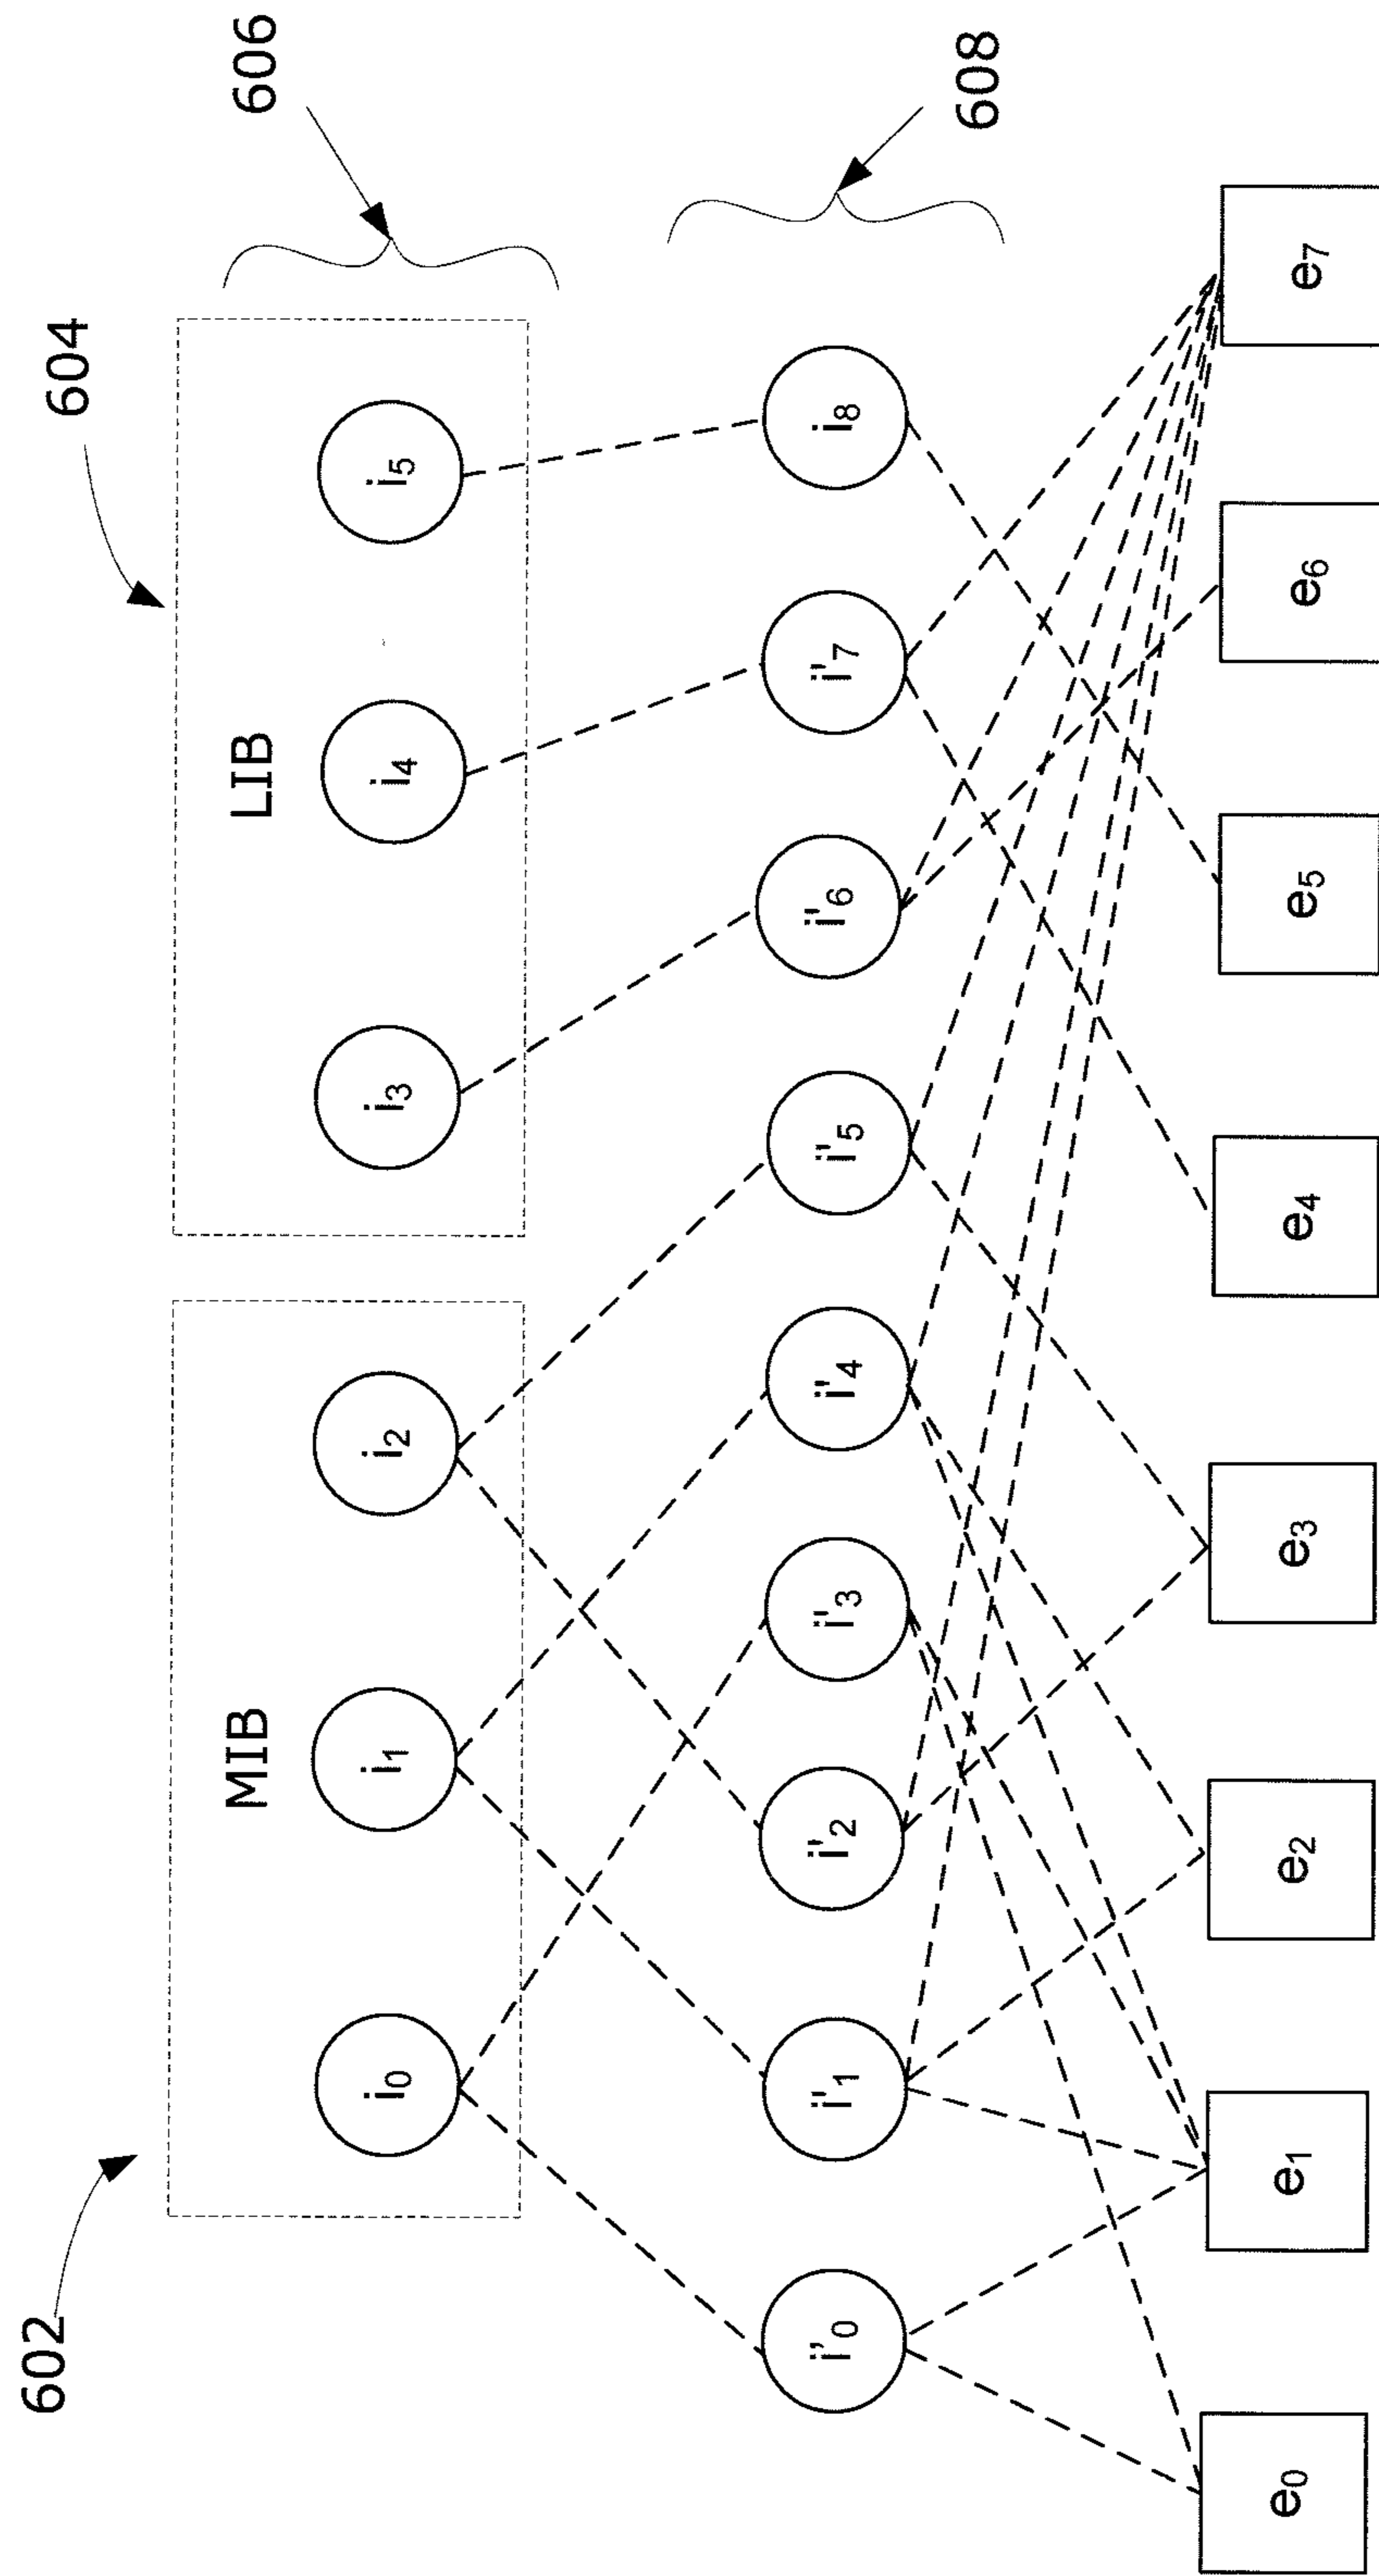 602
604
606
608
MIB
LIB
i₀ i₁ i₂ i₃ i₄ i₅
i'₀ i'₁ i'₂ i'₃ i'₄ i'₅ i'₆ i'₇ i₈
e₀ e₁ e₂ e₃ e₄ e₅ e₆ e₇